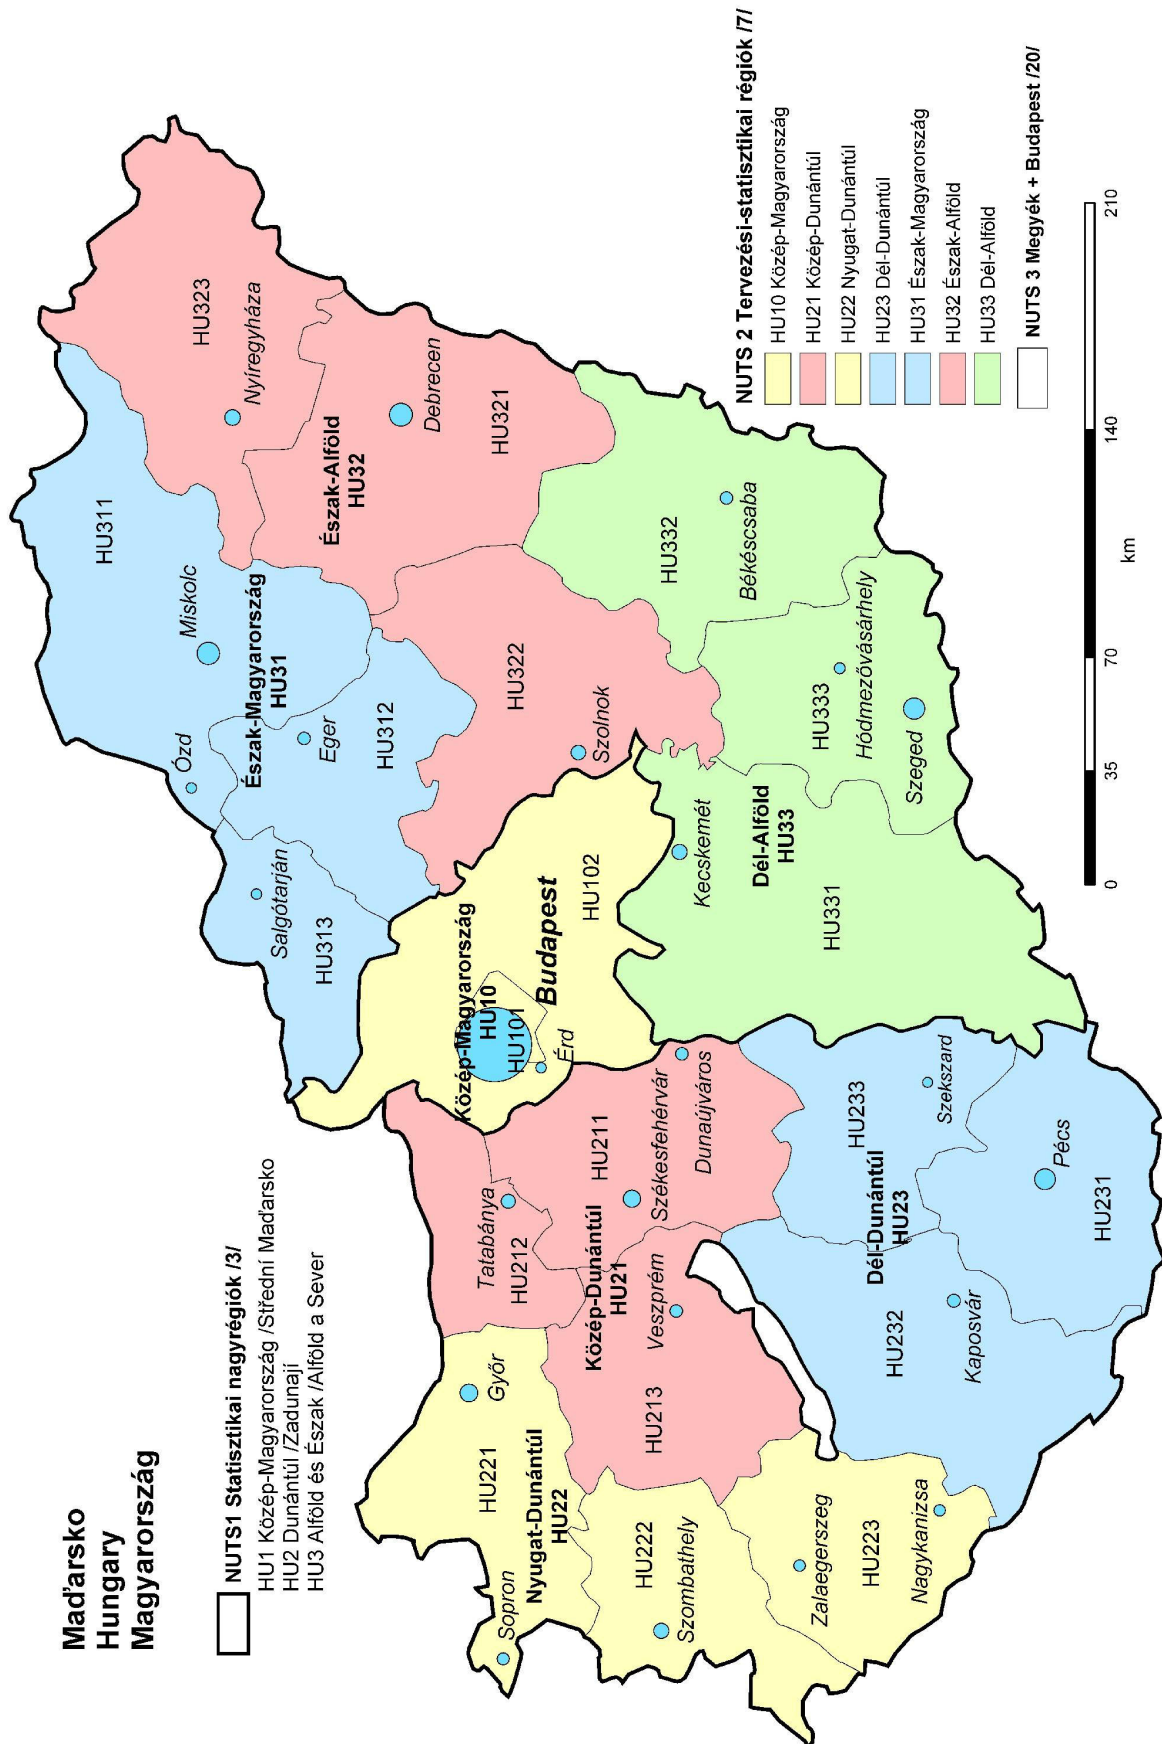 Maďarsko
Hungary
Magyarország
NUTS1 Statisztikai nagyrégiók /3/
HU1 Közép-Magyarország /Střední Maďarsko
HU2 Dunántúl /Zadunají
HU3 Alföld és Észak /Alföld a Sever
HU311
Miskolc
Ózd
Észak-Magyarország
HU31
Eger
HU312
Salgótarján
HU313
HU323
Nyíregyháza
Észak-Alföld
HU32
Debrecen
HU321
HU322
Szolnok
Közép-Magyarország
HU10
HU101
Budapest
HU102
Érd
Tatabánya
HU212
HU211
Székesfehérvár
Dunaújváros
Közép-Dunántúl
HU21
Veszprém
HU213
Győr
HU221
Sopron
Nyugat-Dunántúl
HU22
HU222
Szombathely
Zalaegerszeg
HU223
Nagykanizsa
HU233
Szekszard
Dél-Dunántúl
HU23
HU232
Kaposvár
Pécs
HU231
Kecskemét
Dél-Alföld
HU33
HU331
HU332
Békéscsaba
HU333
Hódmezővásárhely
Szeged
NUTS 2 Tervezési-statisztikai régiók /7/
HU10 Közép-Magyarország
HU21 Közép-Dunántúl
HU22 Nyugat-Dunántúl
HU23 Dél-Dunántúl
HU31 Észak-Magyarország
HU32 Észak-Alföld
HU33 Dél-Alföld
NUTS 3 Megyék + Budapest /20/
0 35 70 140 210
km